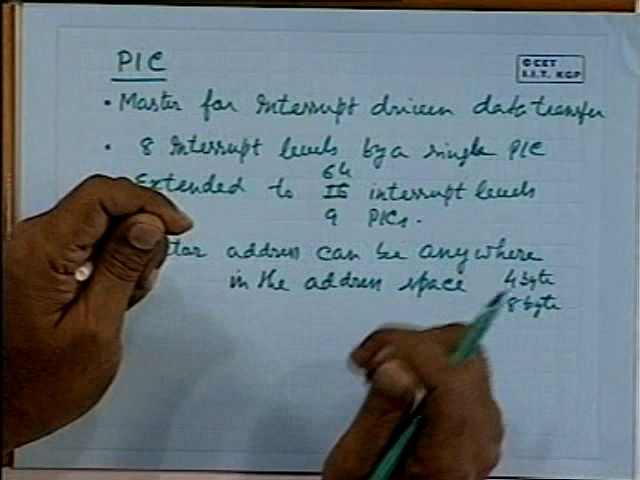 PIC
©CET
I.I.T. KGP
• Master for interrupt driven data transfer
• 8 Interrupt levels by a single PIC
64
Extended to 16 interrupt levels
9 PICs.
address can be anywhere
in the address space 4 byte
8 byte